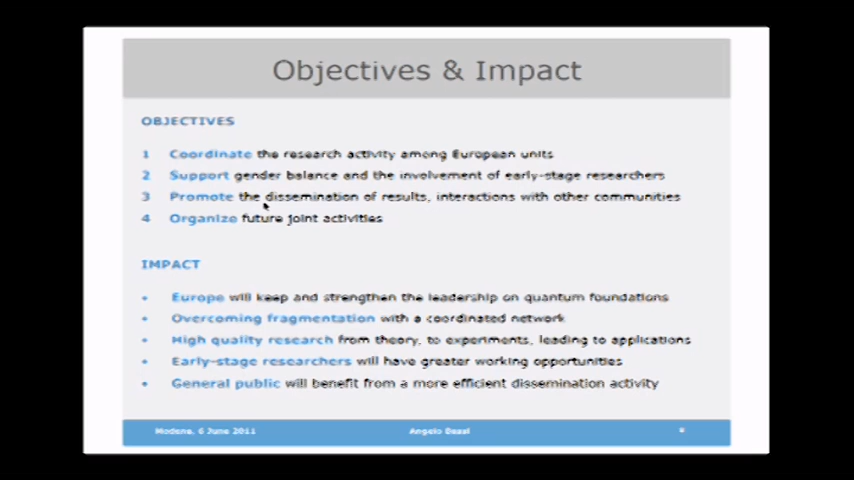 Objectives & Impact
OBJECTIVES
1 Coordinate the research activity among European units
2 Support gender balance and the involvement of early-stage researchers
3 Promote the dissemination of results, interactions with other communities
4 Organize future joint activities
IMPACT
• Europe will keep and strengthen the leadership on quantum foundations
• Overcoming fragmentation with a coordinated network
• High quality research from theory, to experiments, leading to applications
• Early-stage researchers will have greater working opportunities
• General public will benefit from a more efficient dissemination activity
Modena, 6 June 2011 Angelo Bassi